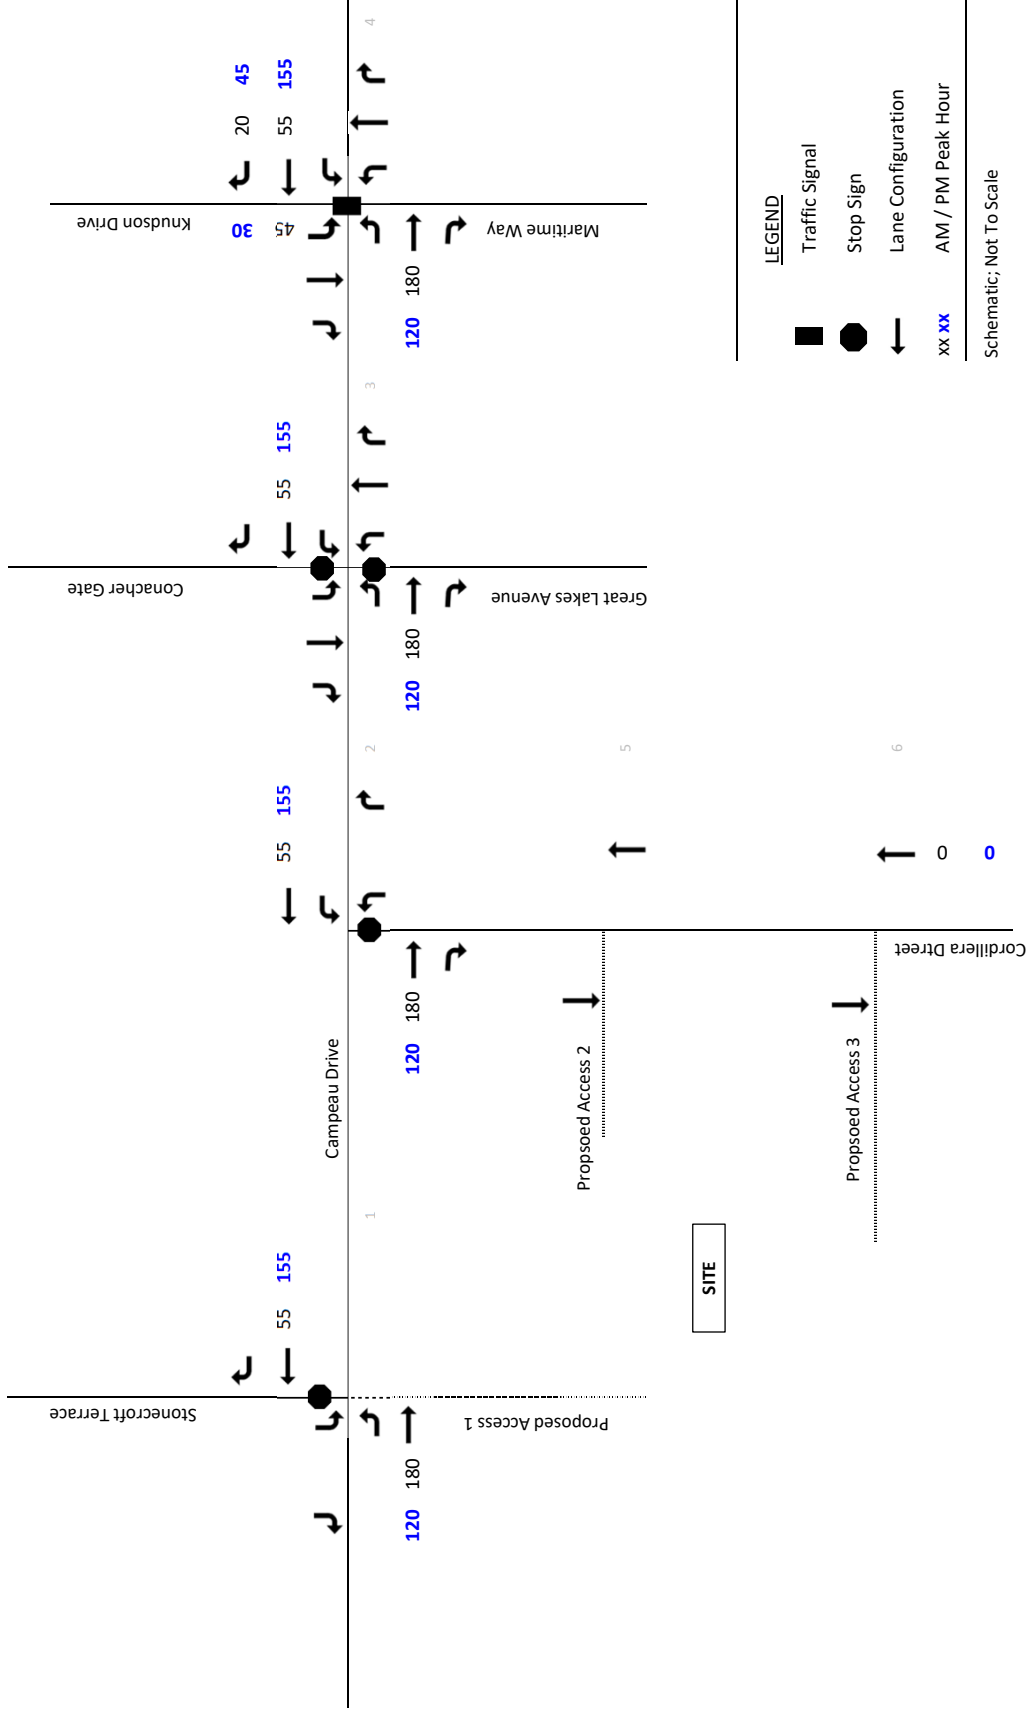 Stonecroft Terrace
Conacher Gate
Knudson Drive
30
20 45
55 155
55 155
55 155
45
55 155
Campeau Drive
1
2
3
4
120 180
120 180
120 180
120 180
Proposed Access 1
Great Lakes Avenue
Maritime Way
Propsoed Access 2
5
SITE
Propsoed Access 3
6
0
0
Cordillera Dtreet
LEGEND
Traffic Signal
Stop Sign
Lane Configuration
xx xx AM / PM Peak Hour
Schematic; Not To Scale